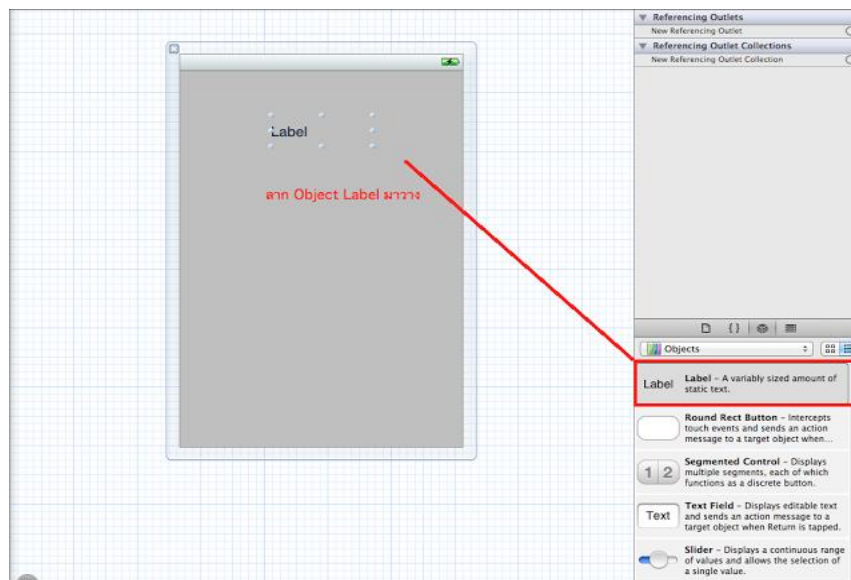 Referencing Outlets
New Referencing Outlet
Referencing Outlet Collections
New Referencing Outlet Collection
Label
ลาก Object Label มาวาง
{}
Objects
Label
Label - A variably sized amount of
static text.
Round Rect Button - Intercepts
touch events and sends an action
message to a target object when...
1 2
Segmented Control - Displays
multiple segments, each of which
functions as a discrete button.
Text
Text Field - Displays editable text
and sends an action message to a
target object when Return is tapped.
Slider - Displays a continuous range
of values and allows the selection of
a single value.